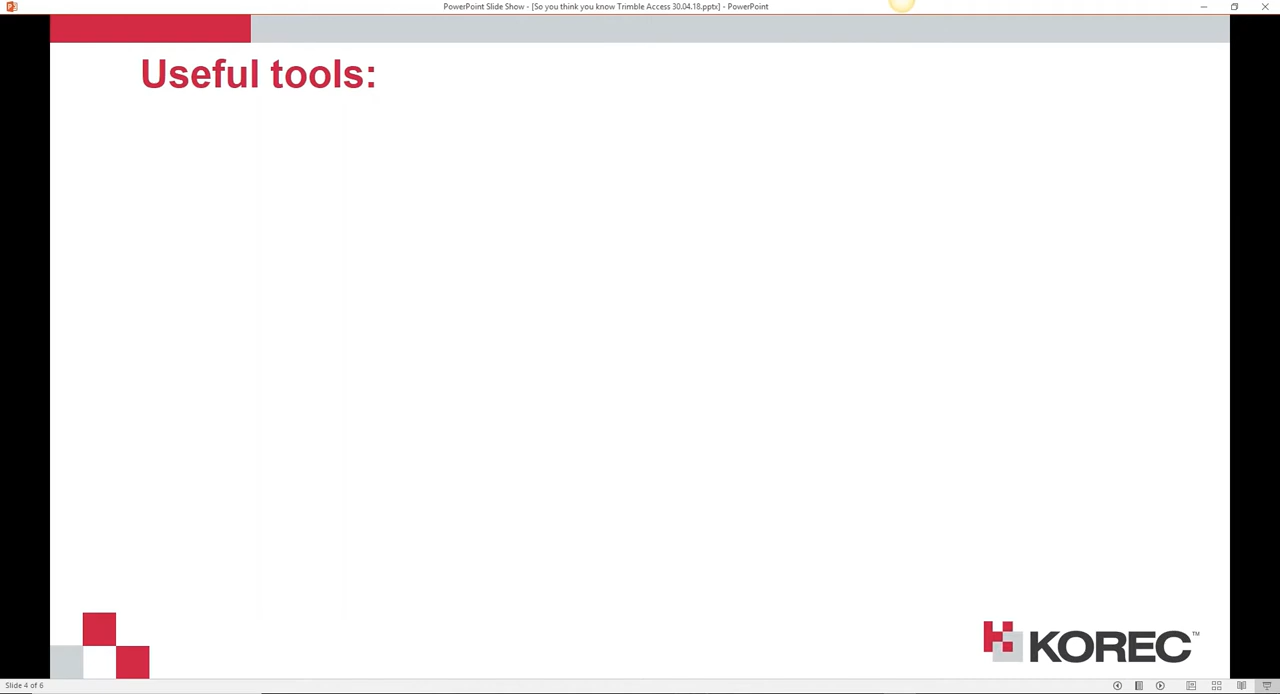 PowerPoint Slide Show - [So you think you know Trimble Access 30.04.18.pptx] - PowerPoint
Useful tools:
KOREC™
Slide 4 of 6